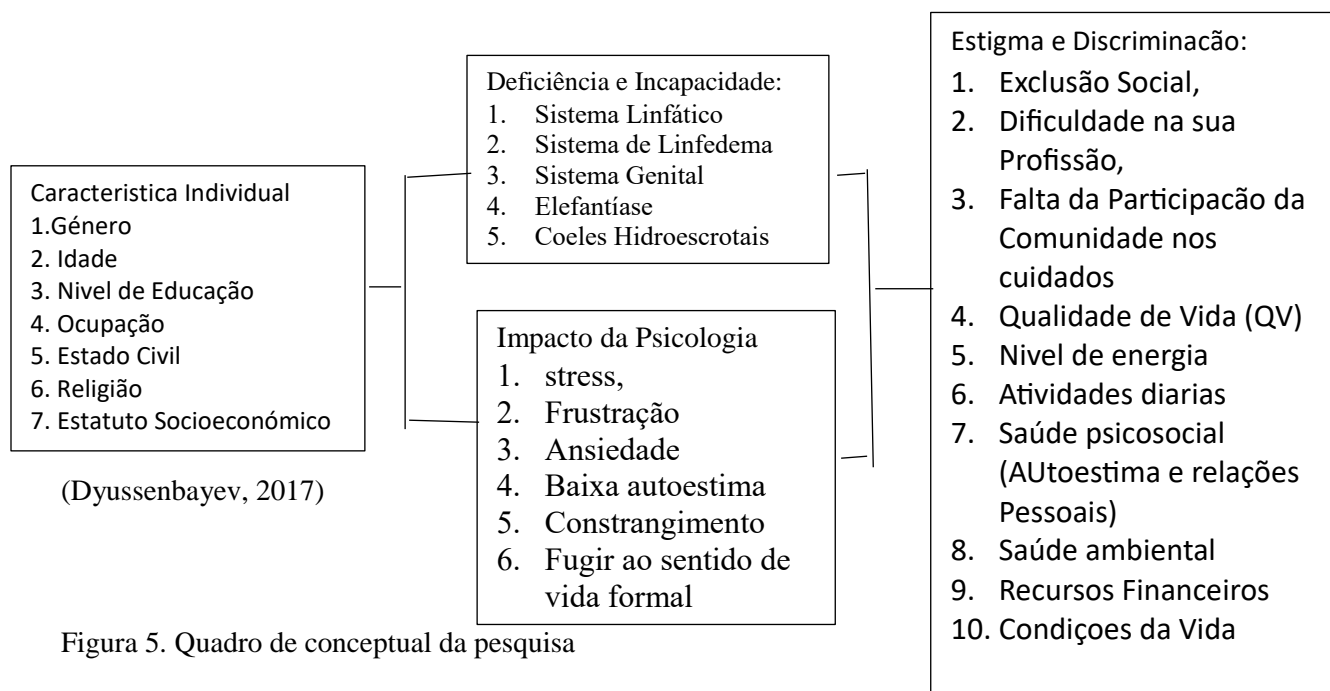 Caracteristica Individual
1.Género
2. Idade
3. Nivel de Educação
4. Ocupação
5. Estado Civil
6. Religião
7. Estatuto Socioeconómico
(Dyussenbayev, 2017)
Deficiência e Incapacidade:
1. Sistema Linfático
2. Sistema de Linfedema
3. Sistema Genital
4. Elefantíase
5. Coeles Hidroescrotais
Impacto da Psicologia
1. stress,
2. Frustração
3. Ansiedade
4. Baixa autoestima
5. Constrangimento
6. Fugir ao sentido de
vida formal
Estigma e Discriminacão:
1. Exclusão Social,
2. Dificuldade na sua
Profissão,
3. Falta da Participacão da
Comunidade nos
cuidados
4. Qualidade de Vida (QV)
5. Nivel de energia
6. Atividades diarias
7. Saúde psicosocial
(AUtoestima e relações
Pessoais)
8. Saúde ambiental
9. Recursos Financeiros
10. Condiçoes da Vida
Figura 5. Quadro de conceptual da pesquisa